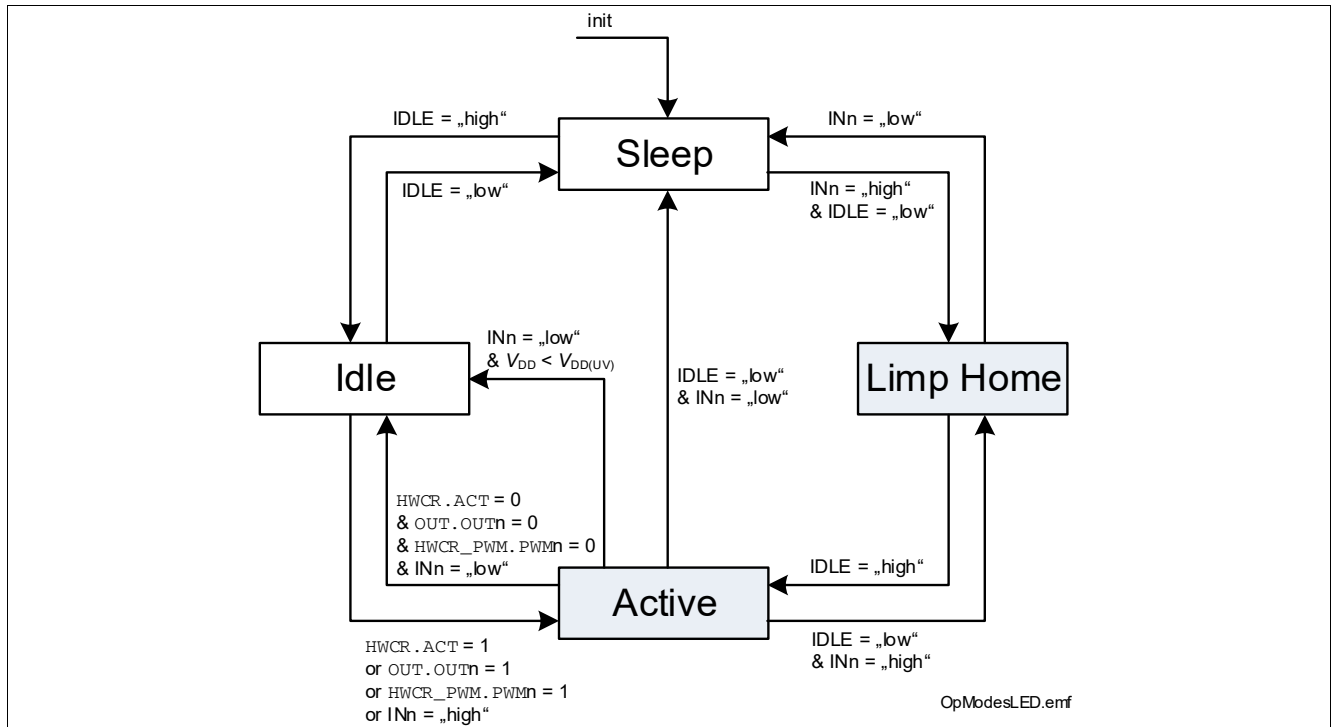 init
IDLE = „high“
INn = „low“
Sleep
IDLE = „low“
INn = „high“
& IDLE = „low“
INn = „low“
& VDD < VDD(UV)
Idle
IDLE = „low“
& INn = „low“
Limp Home
HWCR.ACT = 0
& OUT.OUTn = 0
& HWCR_PWM.PWMn = 0
& INn = „low“
IDLE = „high“
Active
IDLE = „low“
& INn = „high“
HWCR.ACT = 1
or OUT.OUTn = 1
or HWCR_PWM.PWMn = 1
or INn = „high“
OpModesLED.emf